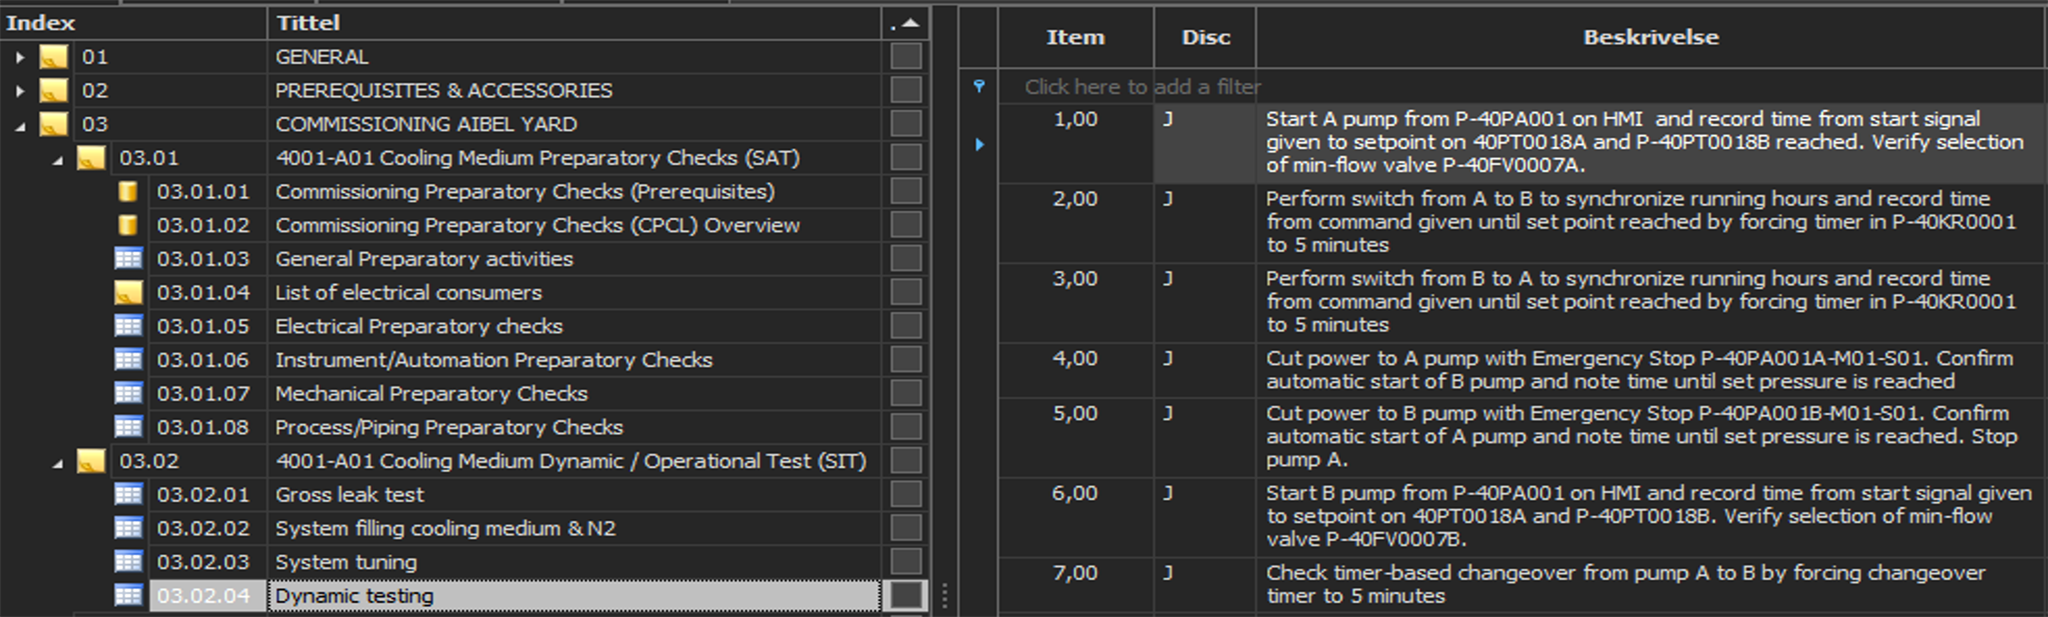 Index Tittel .
01 GENERAL
02 PREREQUISITES & ACCESSORIES
03 COMMISSIONING AIBEL YARD
03.01 4001-A01 Cooling Medium Preparatory Checks (SAT)
03.01.01 Commissioning Preparatory Checks (Prerequisites)
03.01.02 Commissioning Preparatory Checks (CPCL) Overview
03.01.03 General Preparatory activities
03.01.04 List of electrical consumers
03.01.05 Electrical Preparatory checks
03.01.06 Instrument/Automation Preparatory Checks
03.01.07 Mechanical Preparatory Checks
03.01.08 Process/Piping Preparatory Checks
03.02 4001-A01 Cooling Medium Dynamic / Operational Test (SIT)
03.02.01 Gross leak test
03.02.02 System filling cooling medium & N2
03.02.03 System tuning
03.02.04 Dynamic testing
Item Disc Beskrivelse
Click here to add a filter
1,00 J Start A pump from P-40PA001 on HMI and record time from start signal
given to setpoint on 40PT0018A and P-40PT0018B reached. Verify selection
of min-flow valve P-40FV0007A.
2,00 J Perform switch from A to B to synchronize running hours and record time
from command given until set point reached by forcing timer in P-40KR0001
to 5 minutes
3,00 J Perform switch from B to A to synchronize running hours and record time
from command given until set point reached by forcing timer in P-40KR0001
to 5 minutes
4,00 J Cut power to A pump with Emergency Stop P-40PA001A-M01-S01. Confirm
automatic start of B pump and note time until set pressure is reached
5,00 J Cut power to B pump with Emergency Stop P-40PA001B-M01-S01. Confirm
automatic start of A pump and note time until set pressure is reached. Stop
pump A.
6,00 J Start B pump from P-40PA001 on HMI and record time from start signal given
to setpoint on 40PT0018A and P-40PT0018B. Verify selection of min-flow
valve P-40FV0007B.
7,00 J Check timer-based changeover from pump A to B by forcing changeover
timer to 5 minutes